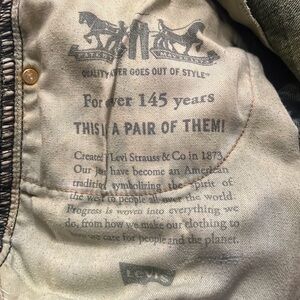 QUALITY NEVER GOES OUT OF STYLE™
For over 145 years
THIS IS A PAIR OF THEM!
Created Levi Strauss & Co in 1873.
Our have become an American
tradition, symbolizing the spirit of
the west to people all over the world.
Progress is woven into everything we
do, from how we make our clothing to
how we care for people and the planet.
Levi's